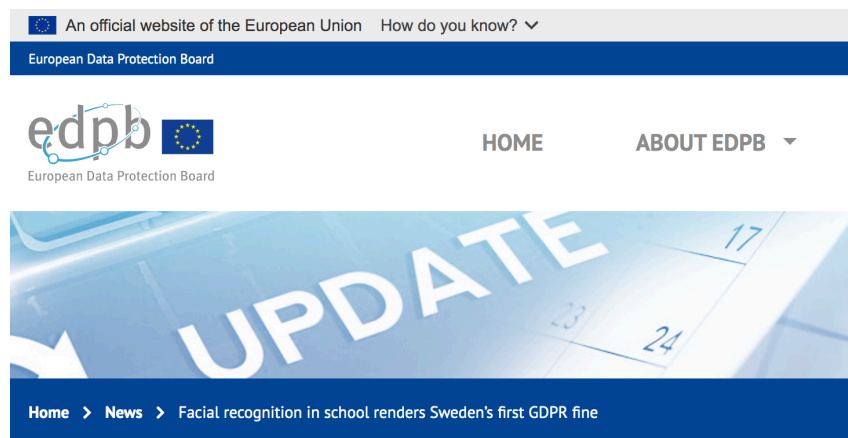 An official website of the European Union How do you know?
European Data Protection Board
edpb
European Data Protection Board
HOME ABOUT EDPB
UPDATE
17
23
24
Home > News > Facial recognition in school renders Sweden's first GDPR fine